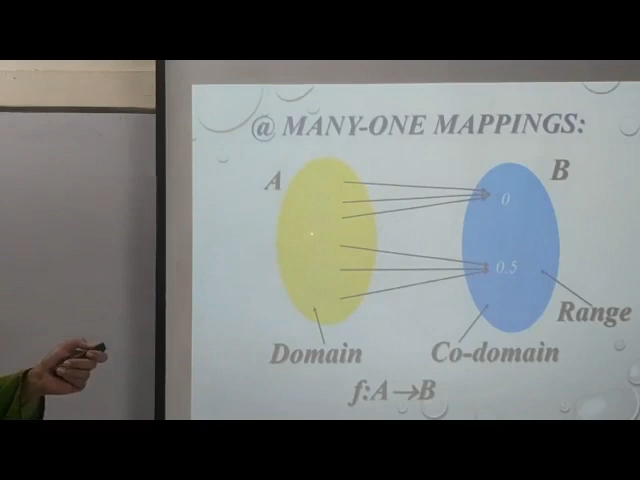 @ MANY-ONE MAPPINGS:
A
B
0
0.5
Range
Domain
Co-domain
f:A→B